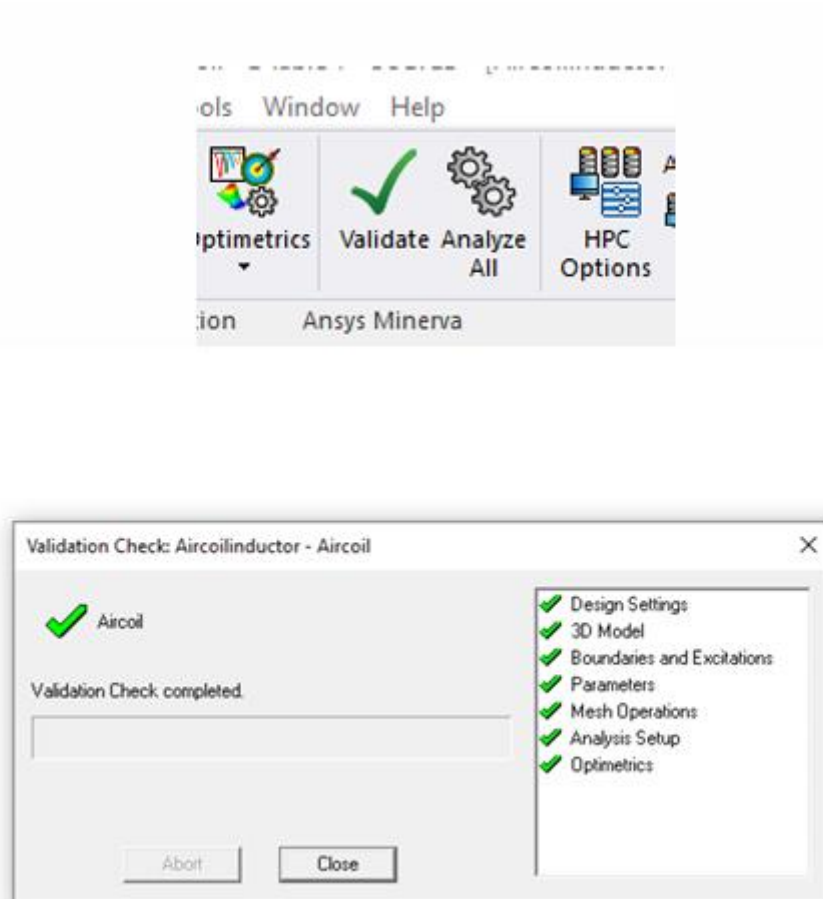 ols Window Help
ptimetrics Validate Analyze All HPC Options
tion Ansys Minerva
Validation Check: Aircoilinductor - Aircoil
Aircoil
Validation Check completed.
Design Settings
3D Model
Boundaries and Excitations
Parameters
Mesh Operations
Analysis Setup
Optimetrics
Abort Close